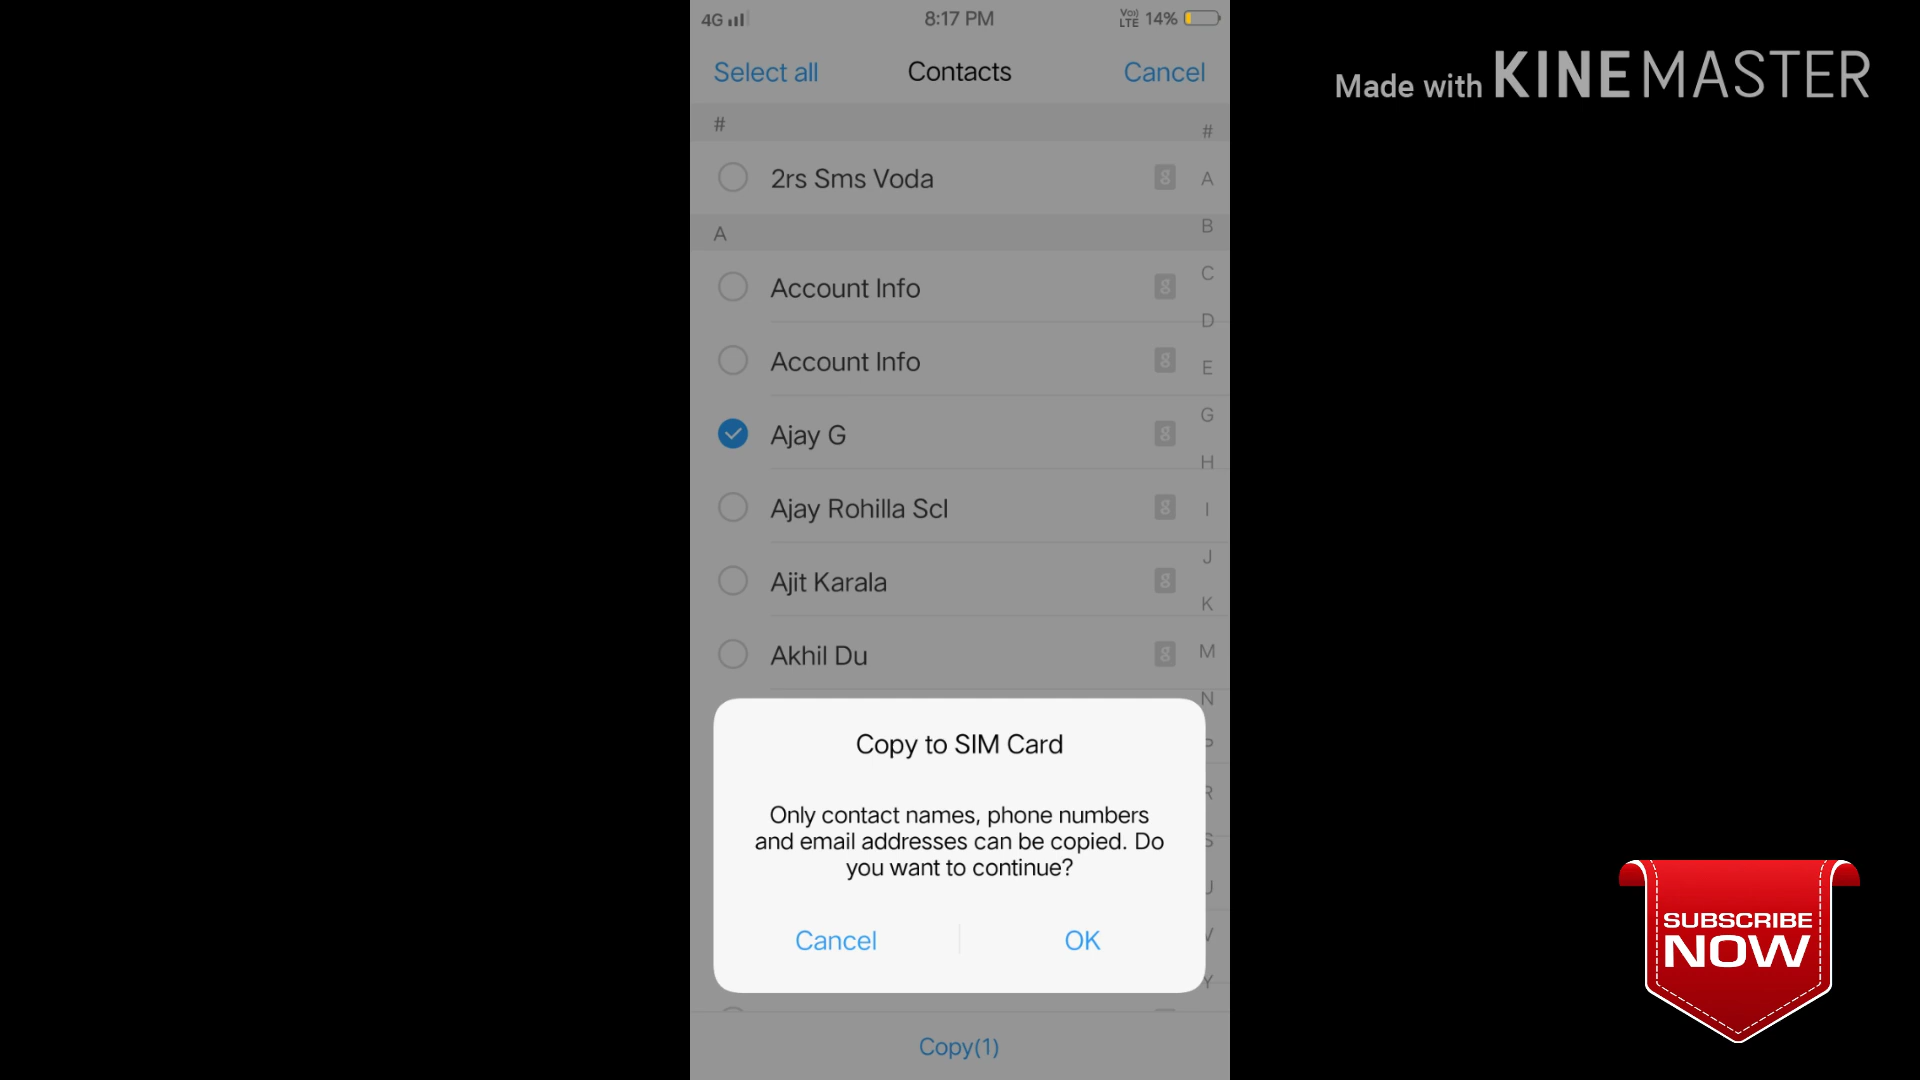 4G 8:17 PM Voı) LTE 14%
Select all Contacts Cancel
Made with KINEMASTER
#
#
2rs Sms Voda g A
A B
C
Account Info g
D
Account Info g E
G
Ajay G g
H
Ajay Rohilla Scl g I
J
Ajit Karala g K
Akhil Du g M
N
Copy to SIM Card
P
R
Only contact names, phone numbers
and email addresses can be copied. Do
you want to continue?
S
U
Cancel OK
V
Y
Copy(1)
SUBSCRIBE
NOW